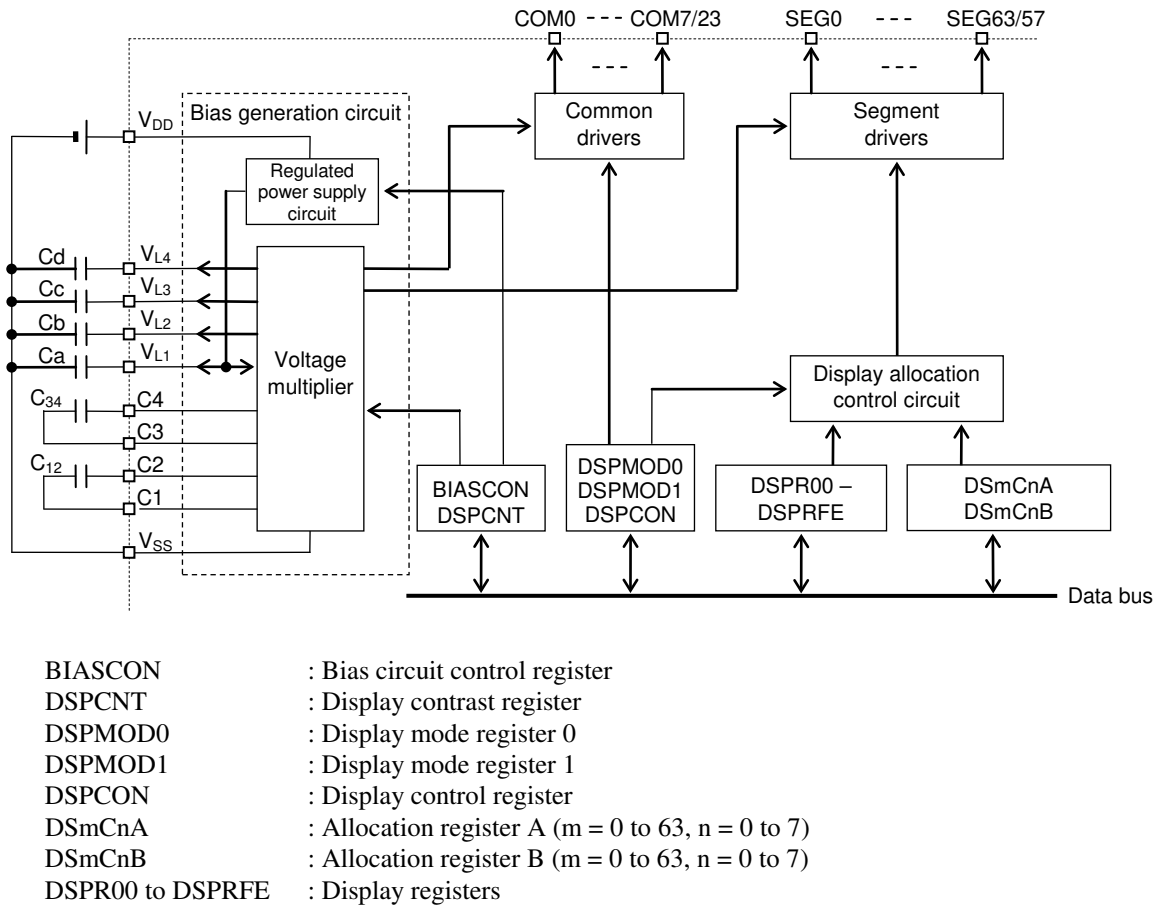 COM0 --- COM7/23 SEG0 --- SEG63/57
Bias generation circuit
VDD
Common
drivers
Segment
drivers
Regulated
power supply
circuit
Cd VL4
Cc VL3
Cb VL2
Ca VL1
Voltage
multiplier
Display allocation
control circuit
C34 C4
C3
C12 C2
C1
VSS
BIASCON
DSPCNT
DSPMOD0
DSPMOD1
DSPCON
DSPR00 –
DSPRFE
DSmCnA
DSmCnB
Data bus
BIASCON : Bias circuit control register
DSPCNT : Display contrast register
DSPMOD0 : Display mode register 0
DSPMOD1 : Display mode register 1
DSPCON : Display control register
DSmCnA : Allocation register A (m = 0 to 63, n = 0 to 7)
DSmCnB : Allocation register B (m = 0 to 63, n = 0 to 7)
DSPR00 to DSPRFE : Display registers